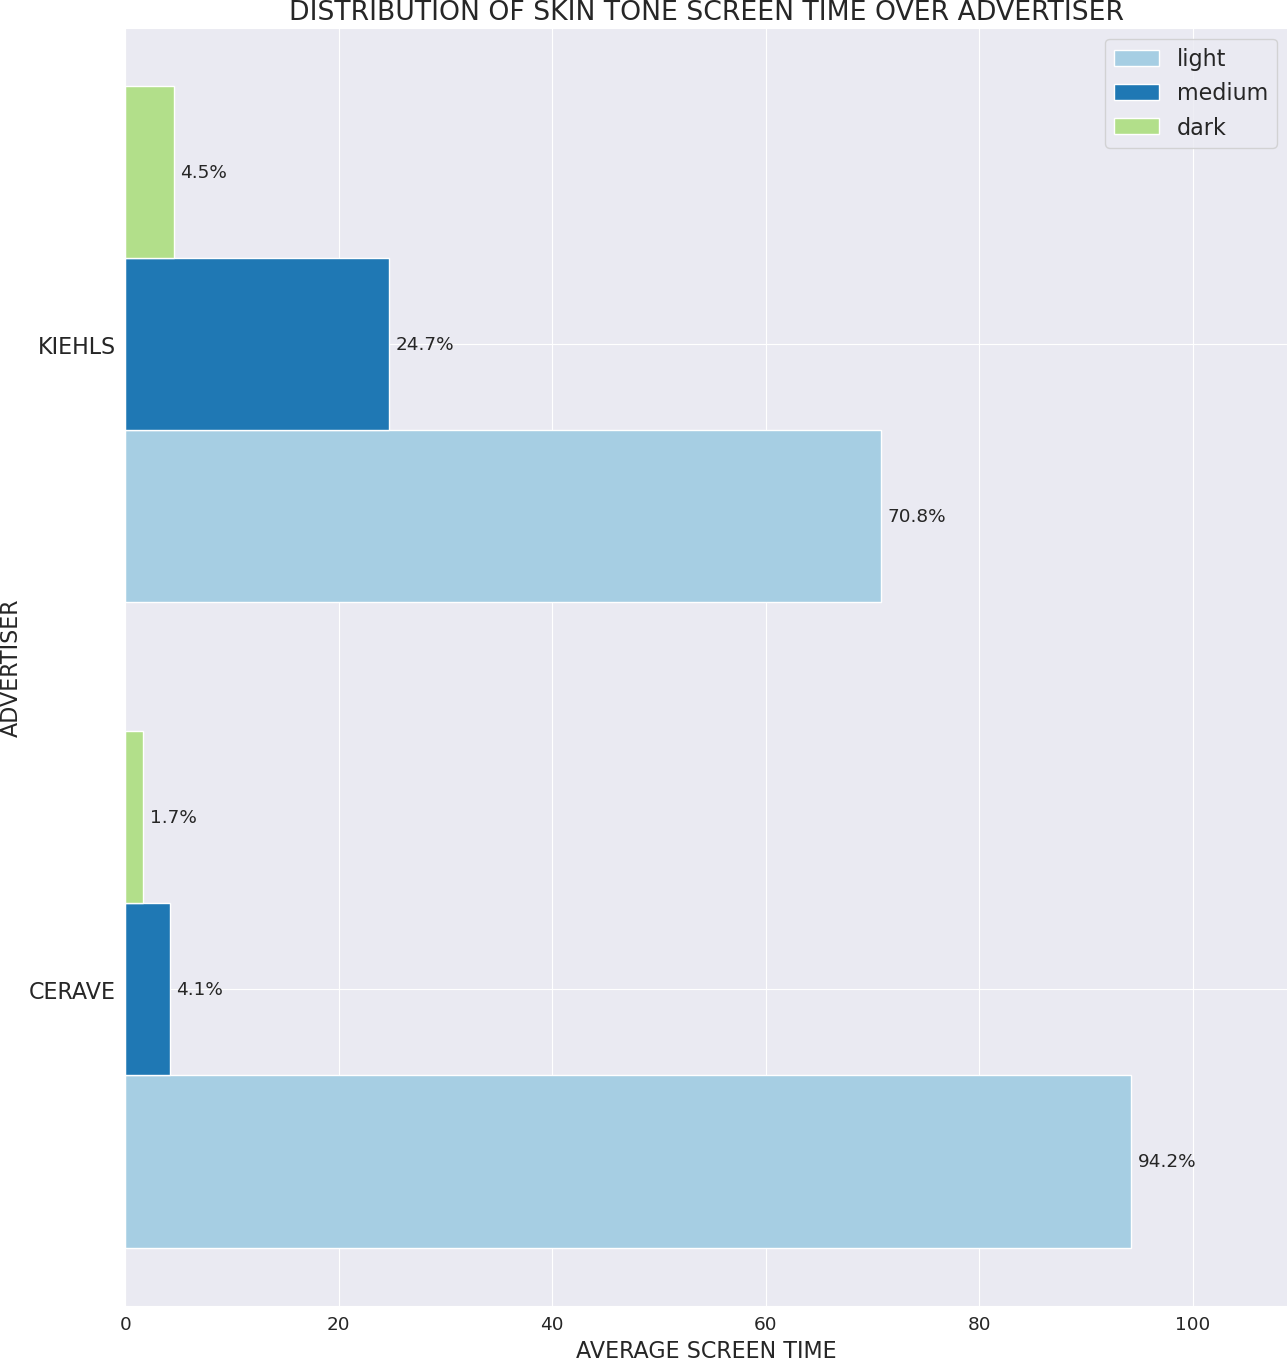 DISTRIBUTION OF SKIN TONE SCREEN TIME OVER ADVERTISER
light
medium
dark
4.5%
KIEHLS
24.7%
70.8%
ADVERTISER
1.7%
CERAVE
4.1%
94.2%
0
20
40
60
80
100
AVERAGE SCREEN TIME